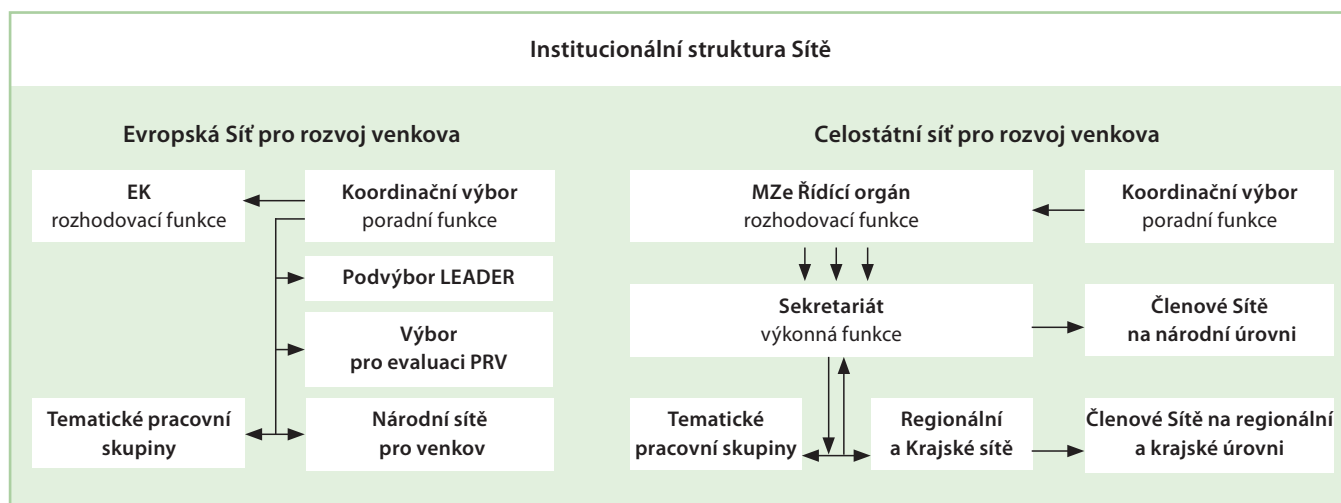 Institucionální struktura Sítě
Evropská Síť pro rozvoj venkova
EK
rozhodovací funkce
Koordinační výbor
poradní funkce
Podvýbor LEADER
Výbor
pro evaluaci PRV
Tematické pracovní
skupiny
Národní sítě
pro venkov
Celostátní síť pro rozvoj venkova
MZe Řídící orgán
rozhodovací funkce
Koordinační výbor
poradní funkce
Sekretariát
výkonná funkce
Členové Sítě
na národní úrovni
Tematické
pracovní skupiny
Regionální
a Krajské sítě
Členové Sítě na regionální
a krajské úrovni